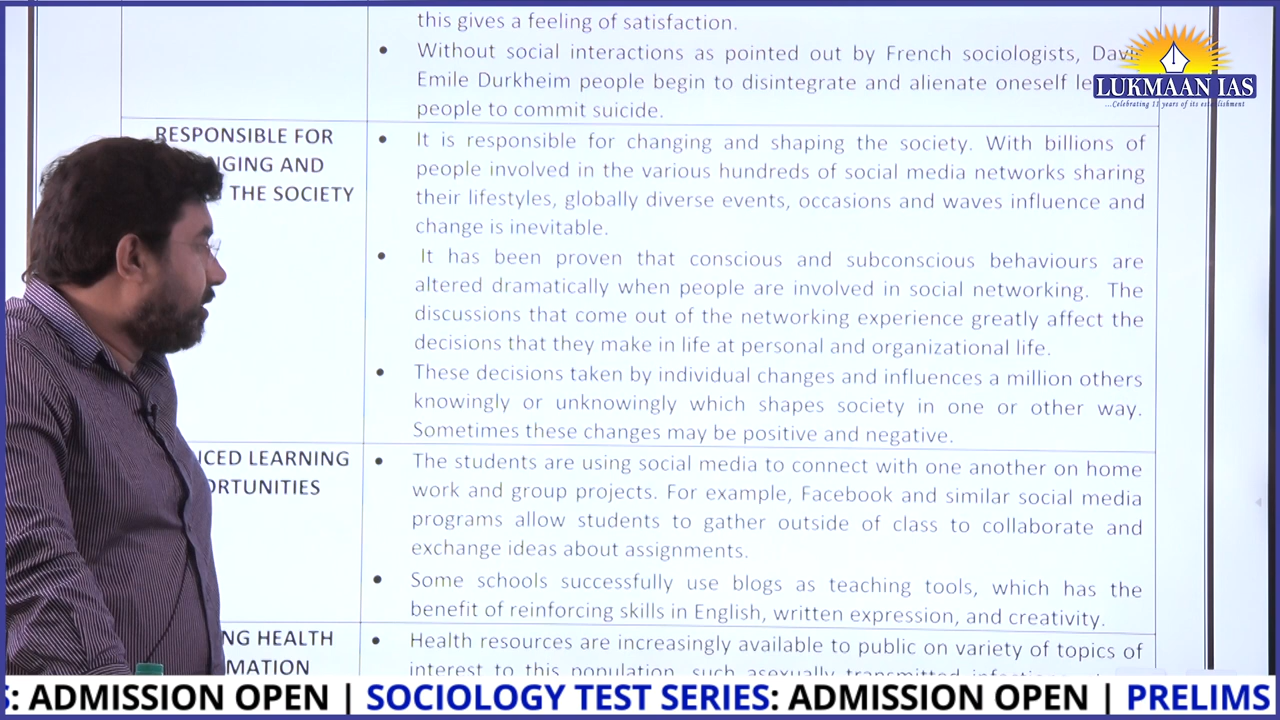 this gives a feeling of satisfaction.
• Without social interactions as pointed out by French sociologists,
Emile Durkheim people begin to disintegrate and alienate oneself
people to commit suicide.
LUKMAAN IAS
...Celebrating 11 years of its establishment
RESPONSIBLE FOR
AND
THE SOCIETY
• It is responsible for changing and shaping the society. With billions of
people involved in the various hundreds of social media networks sharing
their lifestyles, globally diverse events, occasions and waves influence and
change is inevitable.
• It has been proven that conscious and subconscious behaviours are
altered dramatically when people are involved in social networking. The
discussions that come out of the networking experience greatly affect the
decisions that they make in life at personal and organizational life.
• These decisions taken by individual changes and influences a million others
knowingly or unknowingly which shapes society in one or other way.
Sometimes these changes may be positive and negative.
LEARNING
• The students are using social media to connect with one another on home
work and group projects. For example, Facebook and similar social media
programs allow students to gather outside of class to collaborate and
exchange ideas about assignments.
• Some schools successfully use blogs as teaching tools, which has the
benefit of reinforcing skills in English, written expression, and creativity.
HEALTH
• Health resources are increasingly available to public on variety of topics of
interest to this population, such asexually transmitted infections,
: ADMISSION OPEN | SOCIOLOGY TEST SERIES: ADMISSION OPEN | PRELIMS